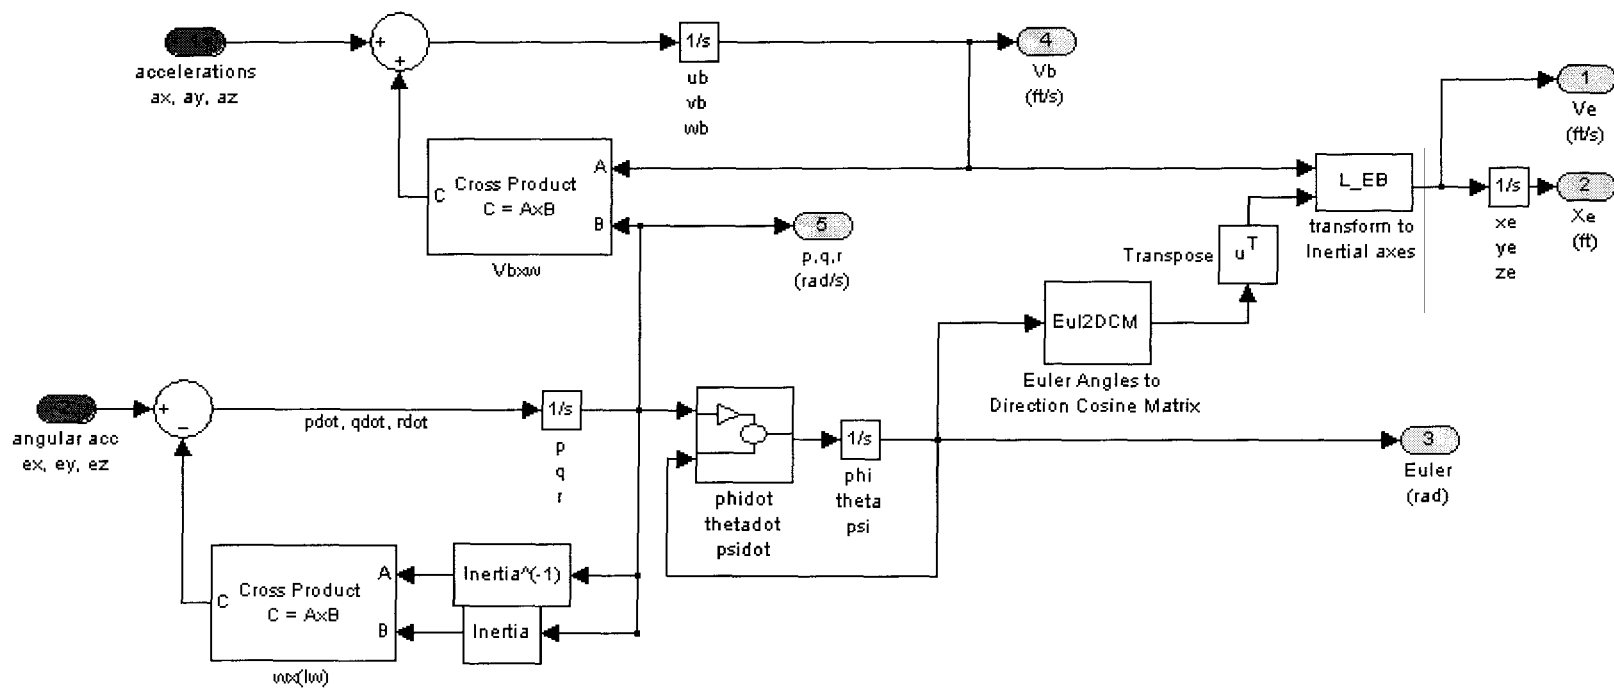 +
+
1/s
4
accelerations
ax, ay, az
ub
vb
wb
Vb
(ft/s)
1
Ve
(ft/s)
Cross Product
C = AxB
A
B
C
Vbxw
5
p,q,r
(rad/s)
L_EB
transform to
Inertial axes
1/s
xe
ye
ze
2
Xe
(ft)
Transpose
u^T
Eul2DCM
Euler Angles to
Direction Cosine Matrix
+
−
angular acc
ex, ey, ez
pdot, qdot, rdot
1/s
p
q
r
phidot
thetadot
psidot
1/s
phi
theta
psi
3
Euler
(rad)
Cross Product
C = AxB
A
B
C
Inertia^(-1)
Inertia
wx(Iw)